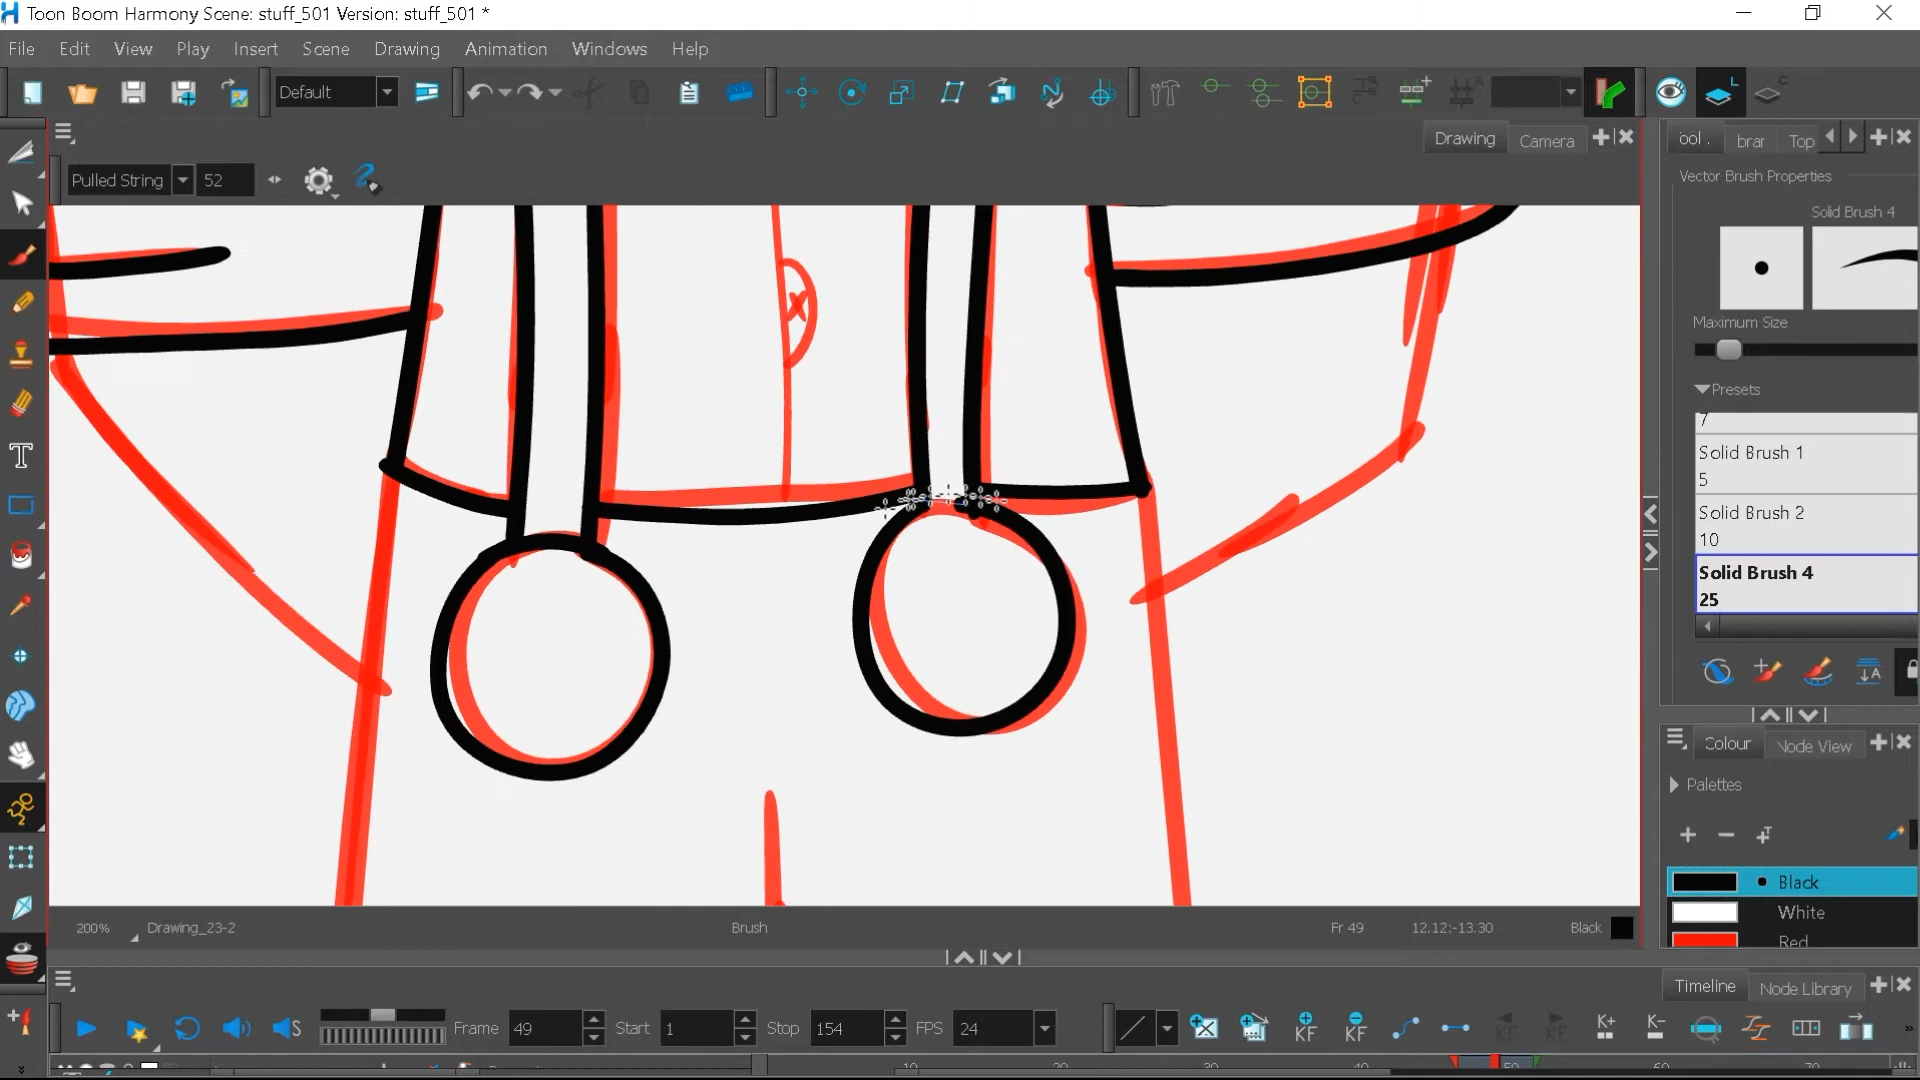 Toon Boom Harmony Scene: stuff_501 Version: stuff_501 *
File Edit View Play Insert Scene Drawing Animation Windows Help
Default
Drawing Camera
ool . brar Top
Pulled String 52
Vector Brush Properties
Solid Brush 4
Maximum Size
Presets
7
Solid Brush 1
5
Solid Brush 2
10
Solid Brush 4
25
Colour Node View
Palettes
Black
White
Red
200% Drawing_23-2 Brush Fr 49 12.12:-13.30 Black
Timeline Node Library
Frame 49 Start 1 Stop 154 FPS 24